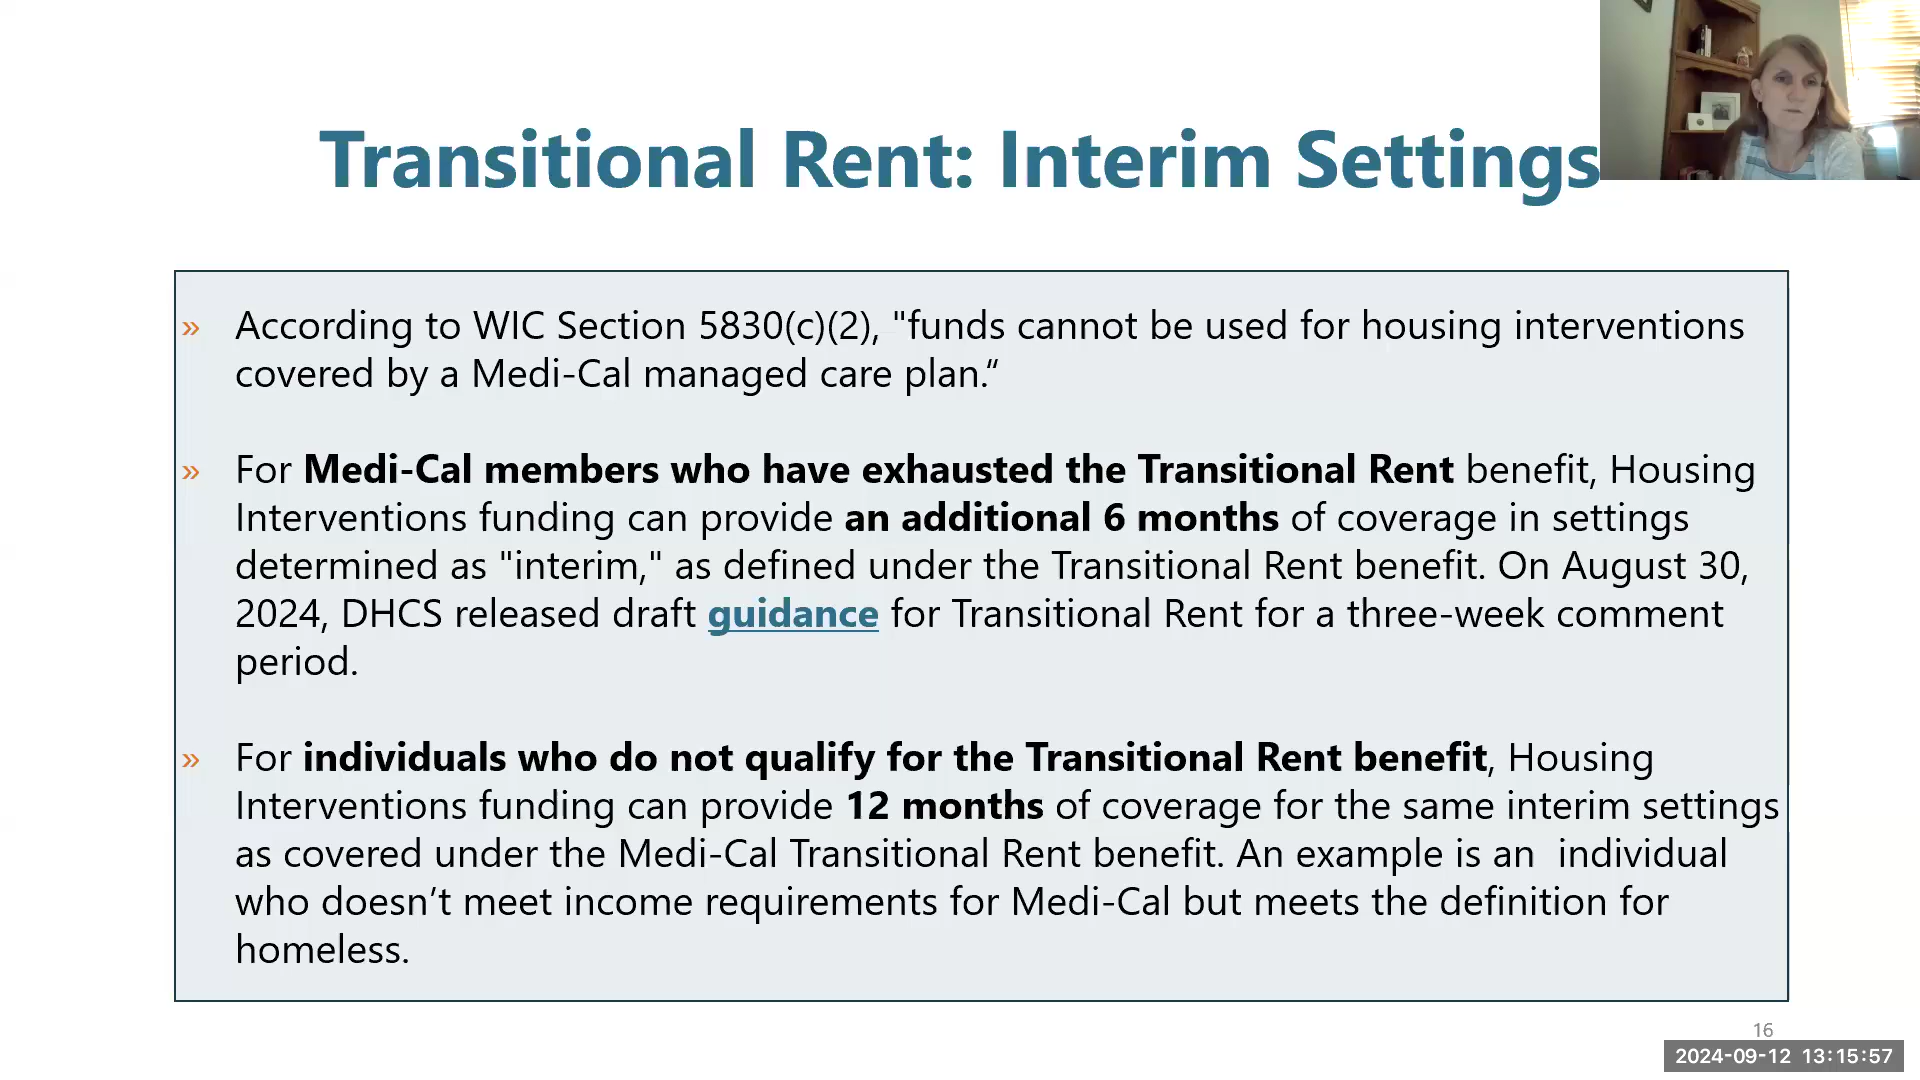 Transitional Rent: Interim Settings
» According to WIC Section 5830(c)(2), "funds cannot be used for housing interventions
covered by a Medi-Cal managed care plan.“
» For Medi-Cal members who have exhausted the Transitional Rent benefit, Housing
Interventions funding can provide an additional 6 months of coverage in settings
determined as "interim," as defined under the Transitional Rent benefit. On August 30,
2024, DHCS released draft guidance for Transitional Rent for a three-week comment
period.
» For individuals who do not qualify for the Transitional Rent benefit, Housing
Interventions funding can provide 12 months of coverage for the same interim settings
as covered under the Medi-Cal Transitional Rent benefit. An example is an  individual
who doesn’t meet income requirements for Medi-Cal but meets the definition for
homeless.
16
2024-09-12 13:15:57